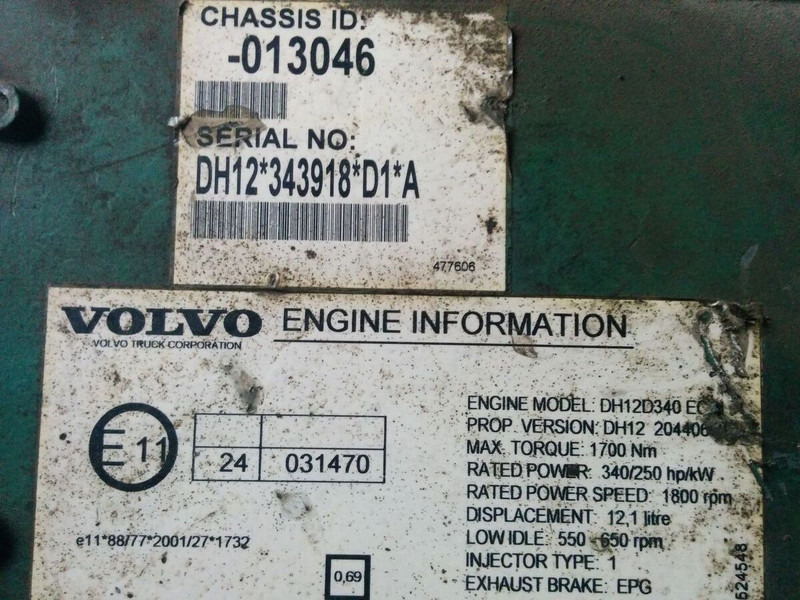 CHASSIS ID:
-013046
SERIAL NO:
DH12*343918*D1*A
477606
VOLVO ENGINE INFORMATION
VOLVO TRUCK CORPORATION
E 11
24 031470
e11*88/77*2001/27*1732
0,69
ENGINE MODEL: DH12D340
PROP. VERSION: DH12
MAX. TORQUE: 1700 Nm
RATED POWER: 340/250 hp/kW
RATED POWER SPEED: 1800 rpm
DISPLACEMENT: 12,1 litre
LOW IDLE: 550 - 650 rpm
INJECTOR TYPE: 1
EXHAUST BRAKE: EPG
524548